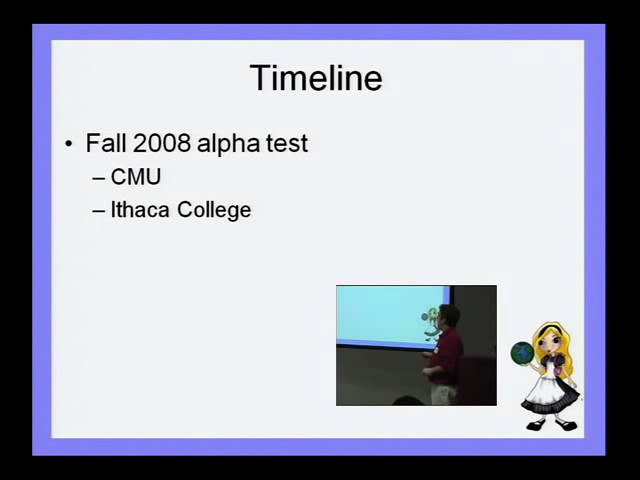 Timeline
• Fall 2008 alpha test
– CMU
– Ithaca College